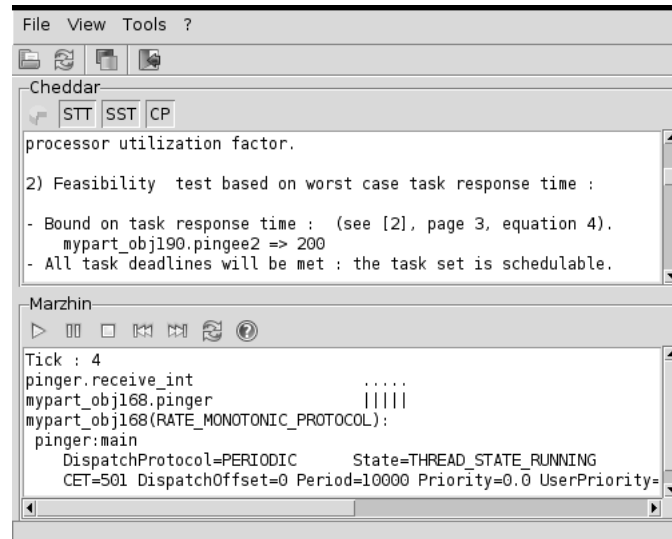 File View Tools ?
Cheddar
STT SST CP
processor utilization factor.
2) Feasibility test based on worst case task response time :
- Bound on task response time : (see [2], page 3, equation 4).
mypart_obj190.pingee2 => 200
- All task deadlines will be met : the task set is schedulable.
Marzhin
Tick : 4
pinger.receive_int .....
mypart_obj168.pinger |||||
mypart_obj168(RATE_MONOTONIC_PROTOCOL):
pinger:main
DispatchProtocol=PERIODIC State=THREAD_STATE_RUNNING
CET=501 DispatchOffset=0 Period=10000 Priority=0.0 UserPriority=